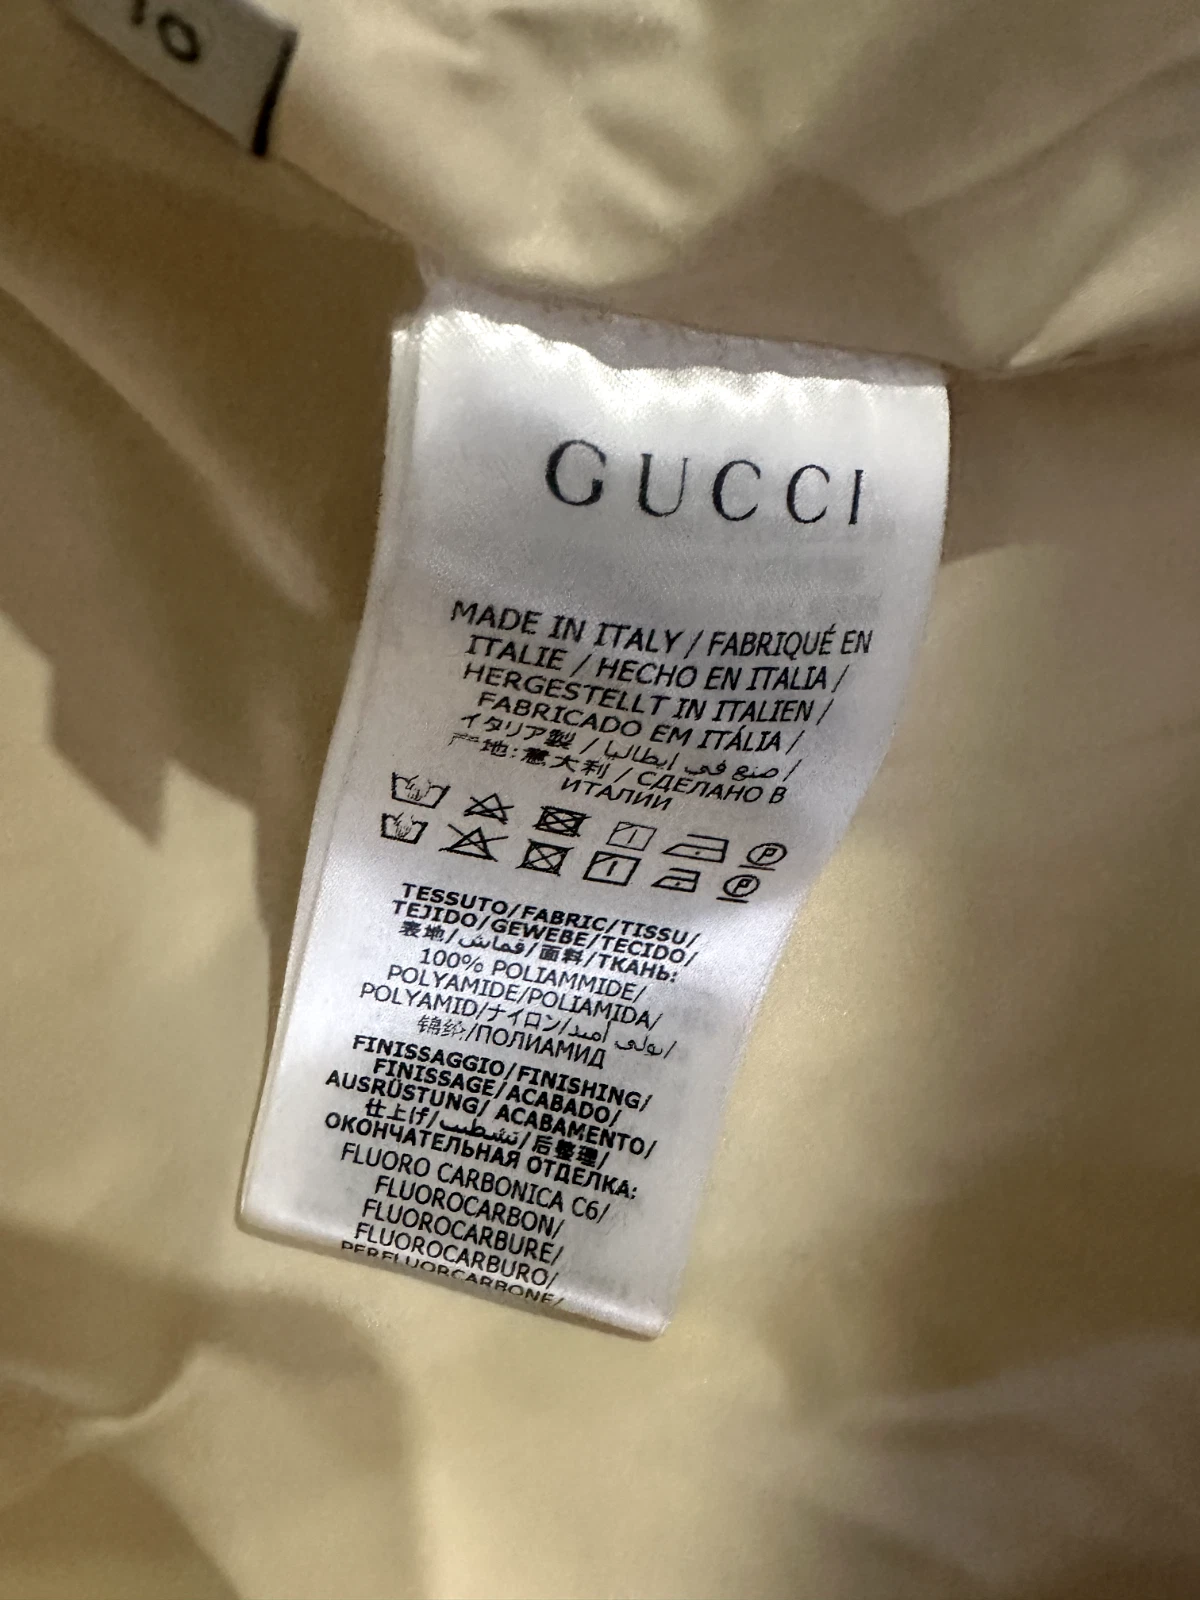 10
GUCCI
MADE IN ITALY / FABRIQUÉ EN
ITALIE / HECHO EN ITALIA /
HERGESTELLT IN ITALIEN /
FABRICADO EM ITÁLIA /
イタリア製 / صنع في إيطاليا /
产地: 意大利 / СДЕЛАНО В
ИТАЛИИ
P
P
TESSUTO/FABRIC/TISSU/
TEJIDO/GEWEBE/TECIDO/
表地/قماش/面料/ТКАНЬ:
100% POLIAMMIDE/
POLYAMIDE/POLIAMIDA/
POLYAMID/ナイロン/بولي أميد/
锦纶/ПОЛИАМИД
FINISSAGGIO/FINISHING/
FINISSAGE/ACABADO/
AUSRÜSTUNG/ ACABAMENTO/
仕上げ/تشطيب/后整理/
ОКОНЧАТЕЛЬНАЯ ОТДЕЛКА:
FLUORO CARBONICA C6/
FLUOROCARBON/
FLUOROCARBURE/
FLUOROCARBURO/
PERFLUORCARBONE/